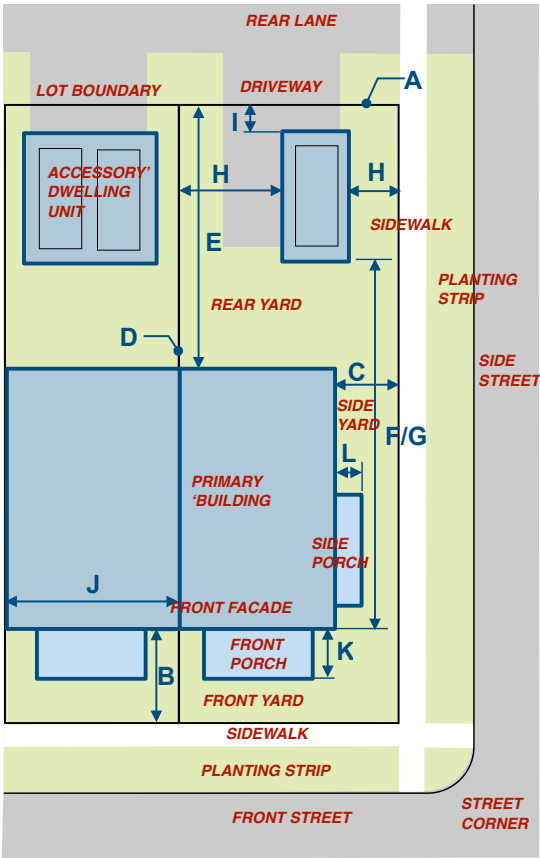 REAR LANE
LOT BOUNDARY
DRIVEWAY
A
I
ACCESSORY'
DWELLING
UNIT
H
H
SIDEWALK
E
PLANTING
STRIP
REAR YARD
D
SIDE
STREET
C
SIDE
YARD
F/G
L
PRIMARY
'BUILDING
SIDE
PORCH
J
FRONT FACADE
FRONT
PORCH
K
B
FRONT YARD
SIDEWALK
PLANTING STRIP
FRONT STREET
STREET
CORNER